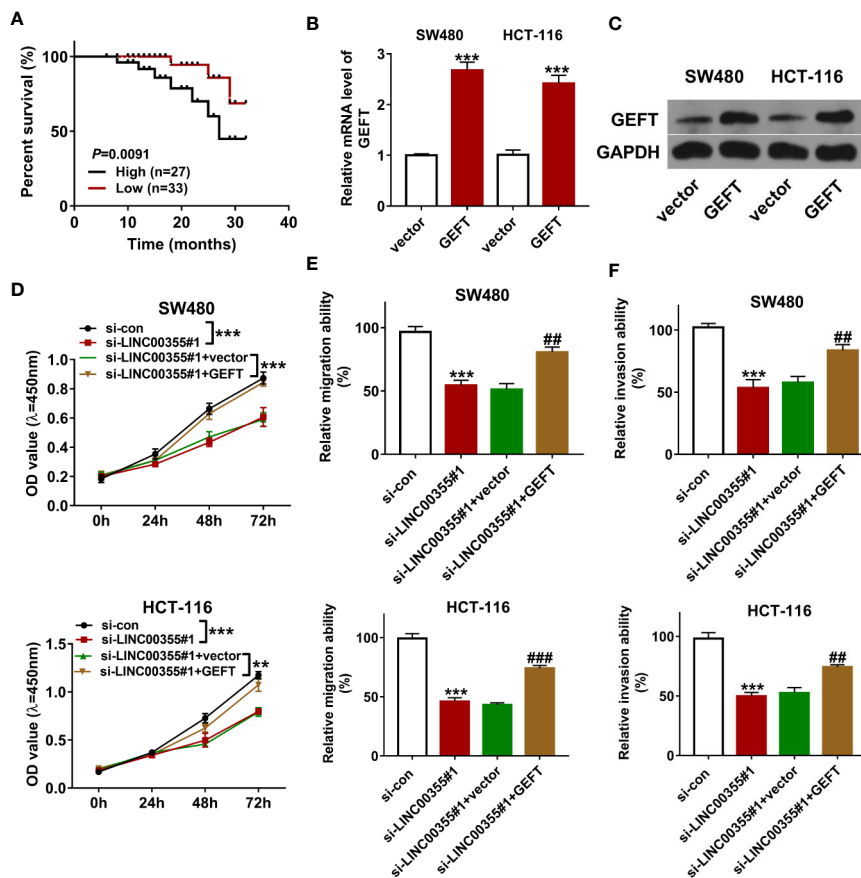 A
Percent survival (%)
100
50
0
P=0.0091
High (n=27)
Low (n=33)
0 10 20 30 40
Time (months)
B
SW480 HCT-116
Relative mRNA level of
GEFT
3
2
1
0
*** ***
vector GEFT vector GEFT
C
SW480 HCT-116
GEFT
GAPDH
vector GEFT vector GEFT
D
SW480
si-con
si-LINC00355#1
si-LINC00355#1+vector
si-LINC00355#1+GEFT
***
***
OD value (λ=450nm)
1.0
0.8
0.6
0.4
0.2
0.0
0h 24h 48h 72h
HCT-116
si-con
si-LINC00355#1
si-LINC00355#1+vector
si-LINC00355#1+GEFT
***
**
OD value (λ=450nm)
1.5
1.0
0.5
0.0
0h 24h 48h 72h
E
SW480
Relative migration ability
(%)
100
50
0
*** ##
si-con
si-LINC00355#1
si-LINC00355#1+vector
si-LINC00355#1+GEFT
HCT-116
Relative migration ability
(%)
100
50
0
*** ###
si-con
si-LINC00355#1
si-LINC00355#1+vector
si-LINC00355#1+GEFT
F
SW480
Relative invasion ability
(%)
100
50
0
*** ##
si-con
si-LINC00355#1
si-LINC00355#1+vector
si-LINC00355#1+GEFT
HCT-116
Relative invasion ability
(%)
100
50
0
*** ##
si-con
si-LINC00355#1
si-LINC00355#1+vector
si-LINC00355#1+GEFT